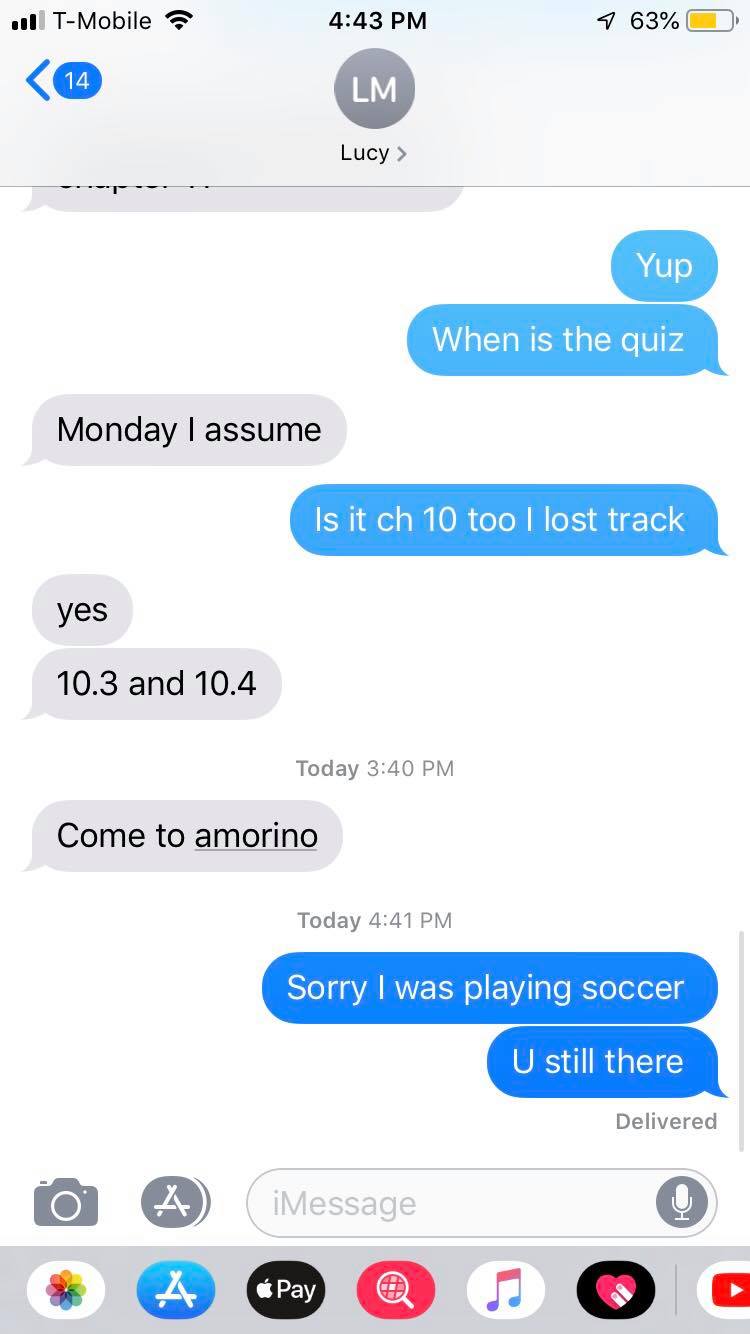 T-Mobile 4:43 PM 63%
14
LM
Lucy
Yup
When is the quiz
Monday I assume
Is it ch 10 too I lost track
yes
10.3 and 10.4
Today 3:40 PM
Come to amorino
Today 4:41 PM
Sorry I was playing soccer
U still there
Delivered
iMessage
Pay